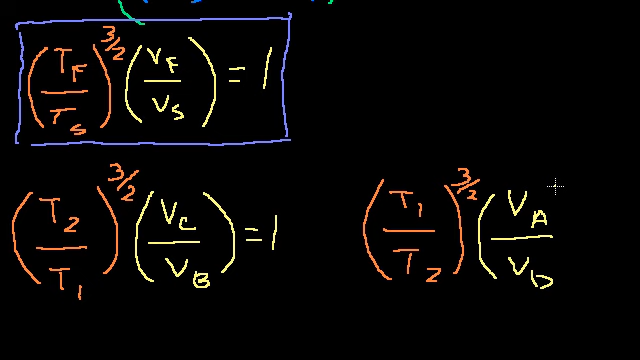 (T_F/T_S)^3/2 (V_F/V_S) = 1
(T_2/T_1)^3/2 (V_C/V_B) = 1
(T_1/T_2)^3/2 (V_A/V_D